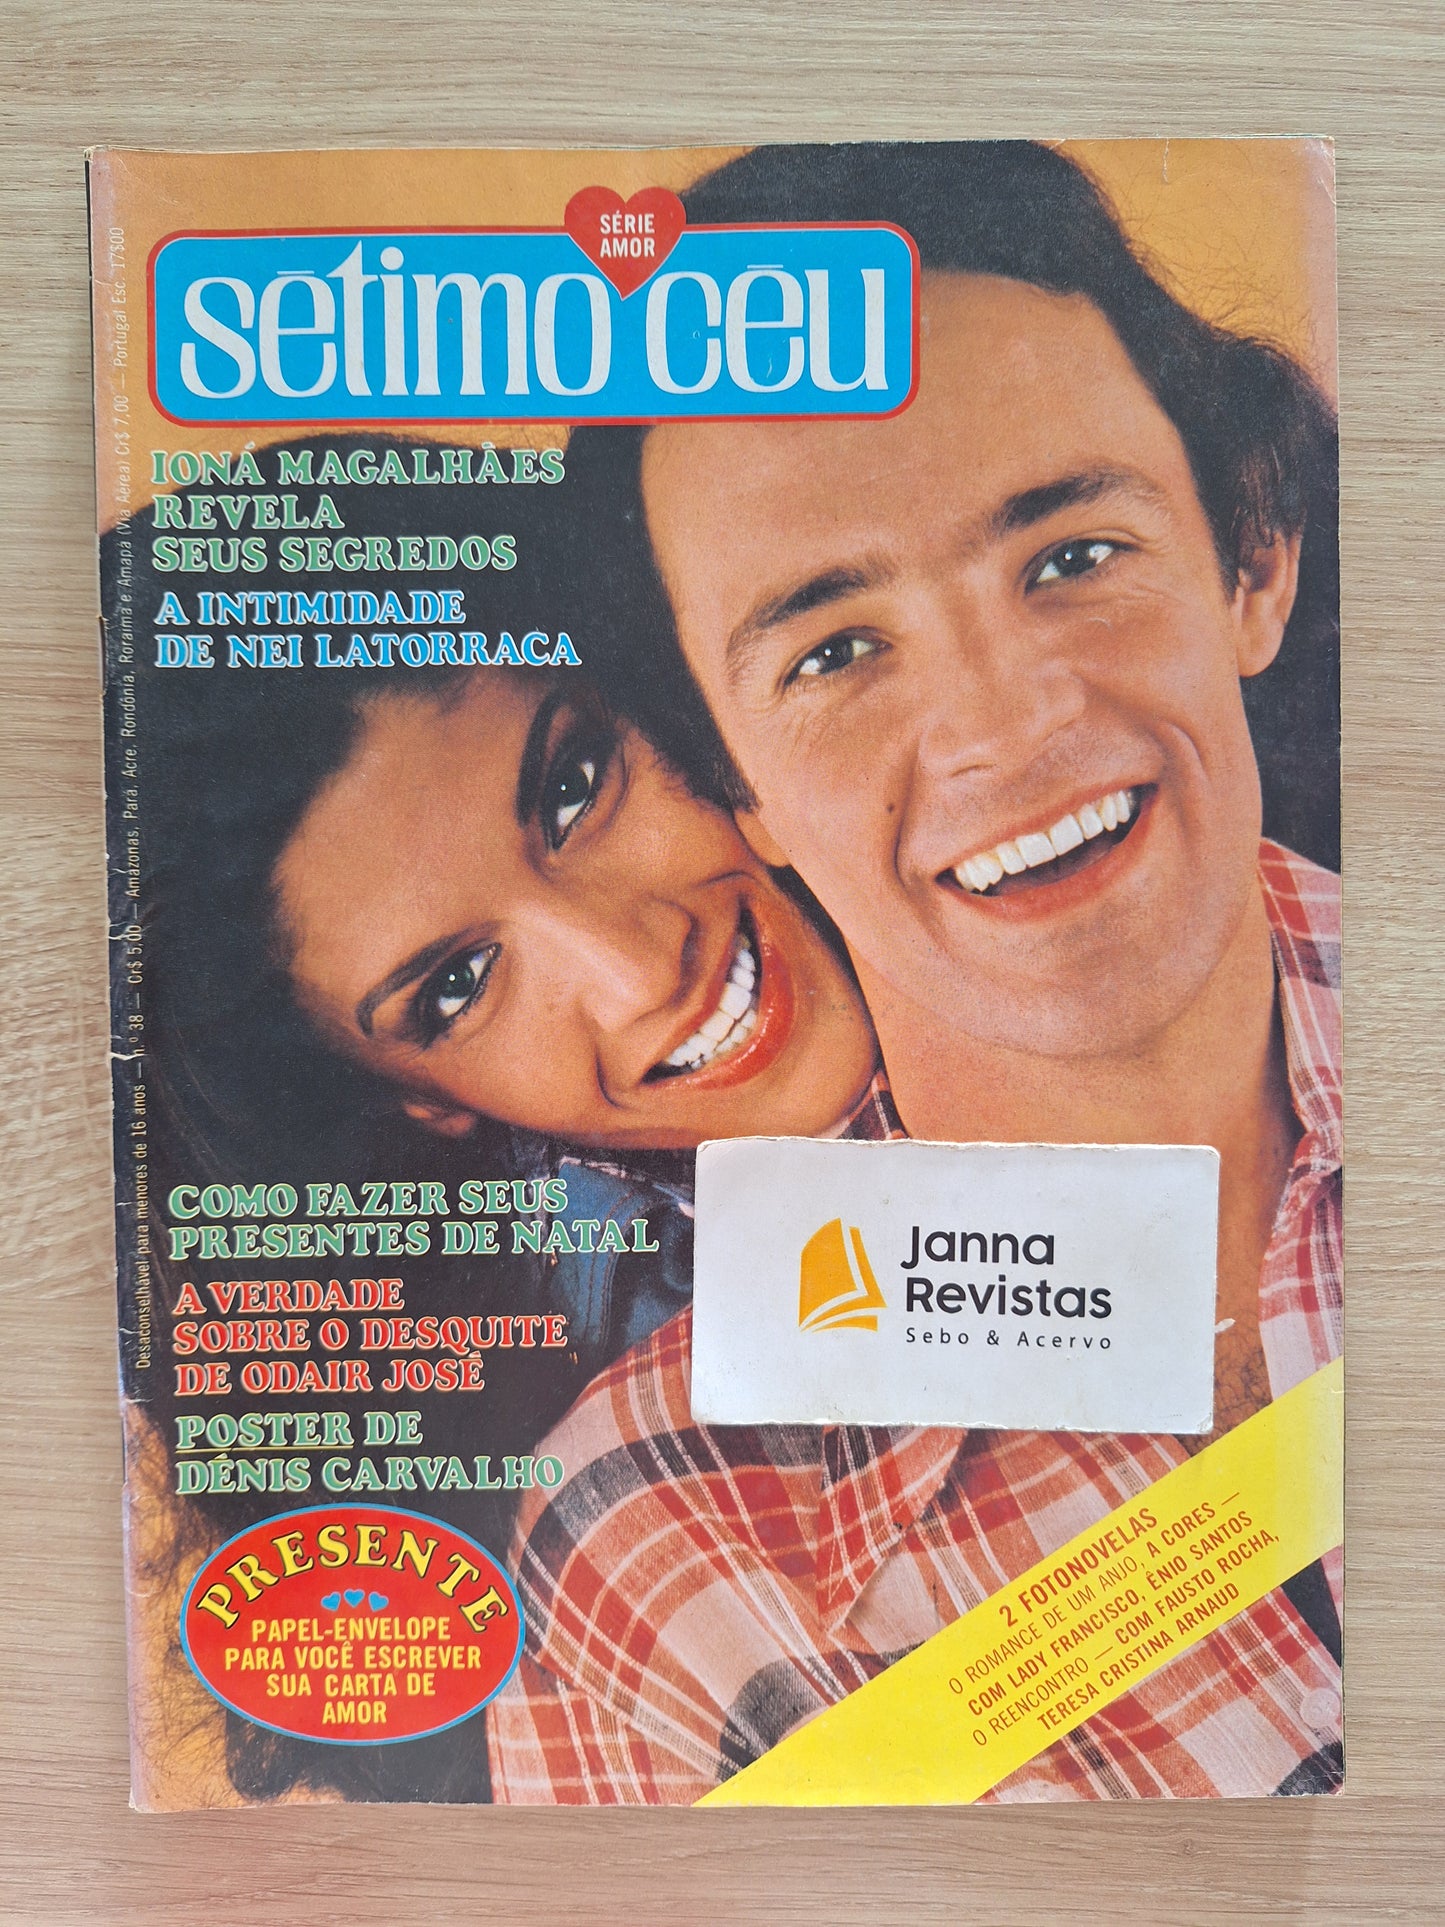 SÉRIE
AMOR
sétimo céu
IONÁ MAGALHÃES
REVELA
SEUS SEGREDOS
A INTIMIDADE
DE NEI LATORRACA
Desaconselhável para menores de 16 anos — n.º 38 — Cr$ 5,00 — Amazonas, Pará, Acre, Rondônia, Roraima e Amapá (Via Aérea) Cr$ 7,00 — Portugal Esc. 17$00
COMO FAZER SEUS
PRESENTES DE NATAL
A VERDADE
SOBRE O DESQUITE
DE ODAIR JOSÉ
POSTER DE
DÊNIS CARVALHO
PRESENTE
PAPEL-ENVELOPE
PARA VOCÊ ESCREVER
SUA CARTA DE
AMOR
Janna
Revistas
Sebo & Acervo
2 FOTONOVELAS
O ROMANCE DE UM ANJO, A CORES —
COM LADY FRANCISCO, ÊNIO SANTOS
O REENCONTRO — COM FAUSTO ROCHA,
TERESA CRISTINA ARNAUD